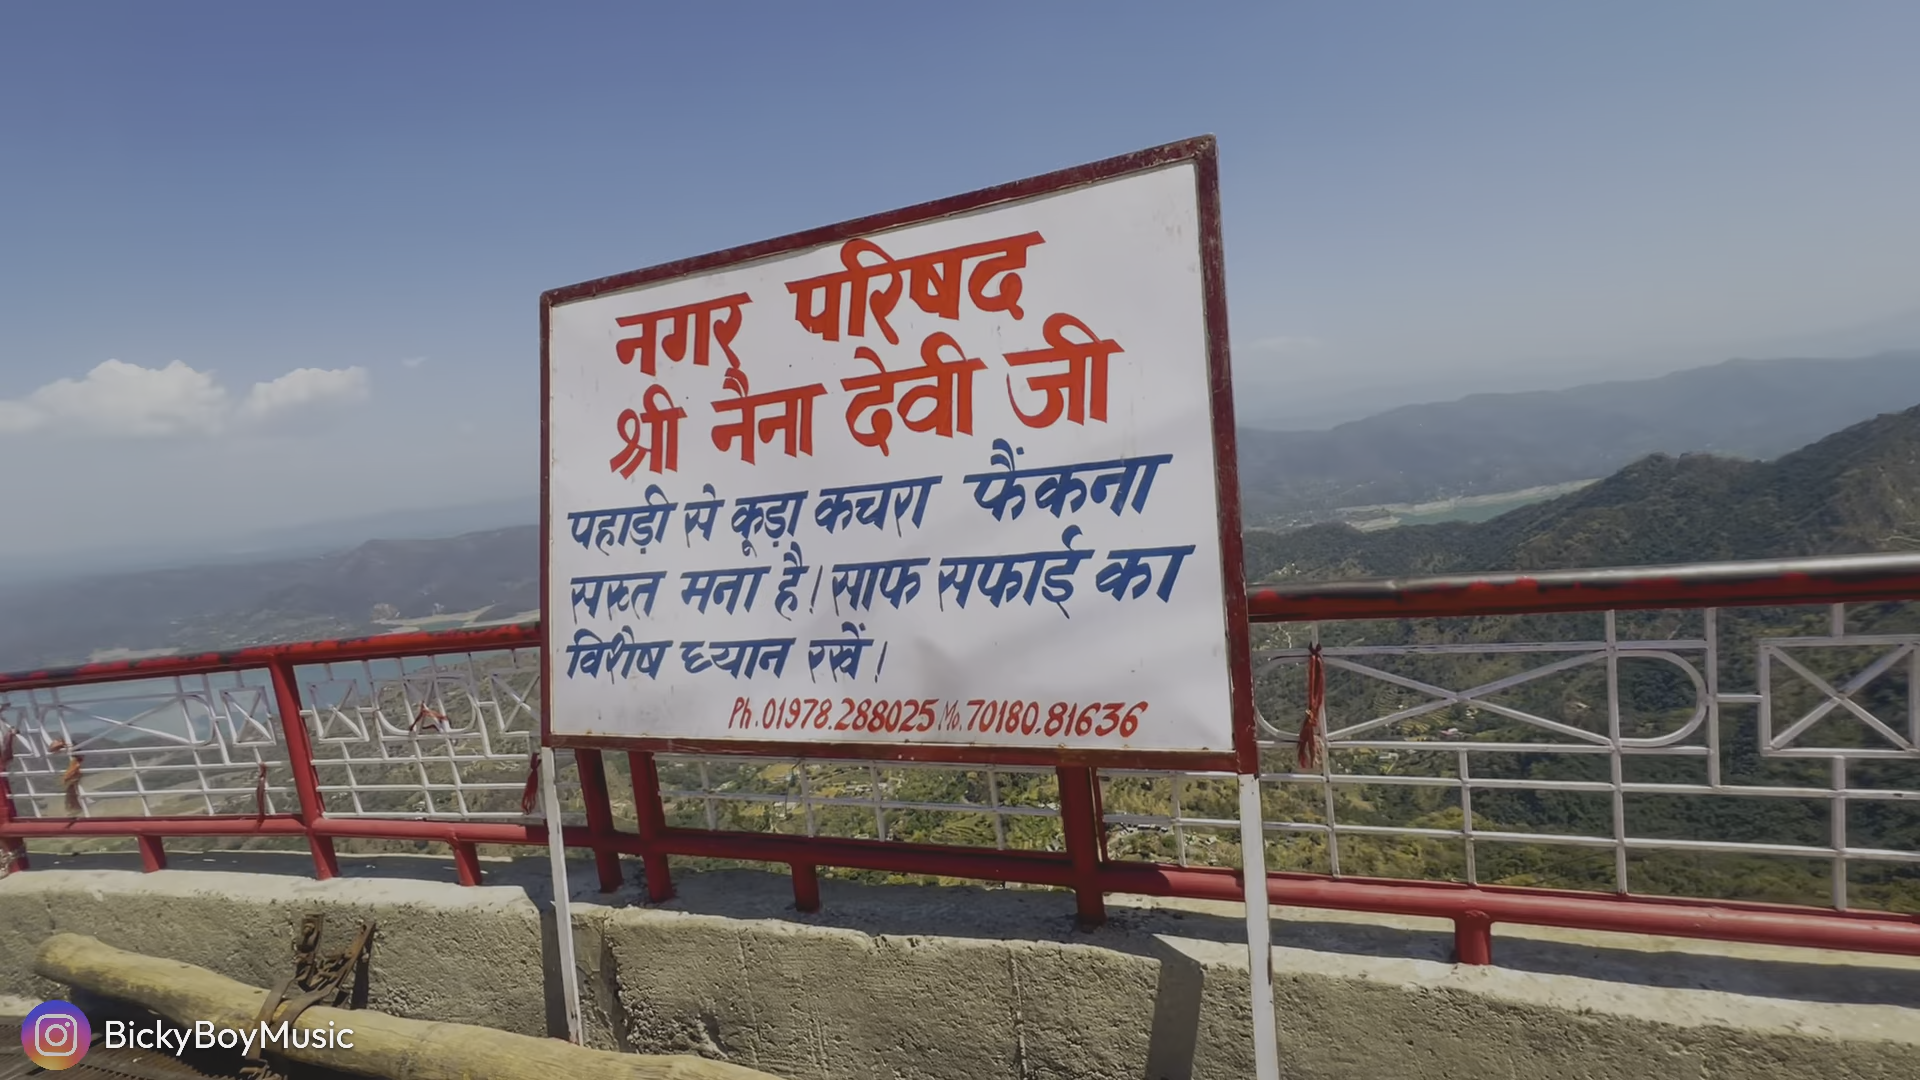 नगर परिषद
श्री नैना देवी जी
पहाड़ी से कूड़ा कचरा फैंकना
सख्त मना है। साफ सफाई का
विशेष ध्यान रखें।
Ph.01978.288025,Mo.70180.81636
BickyBoyMusic